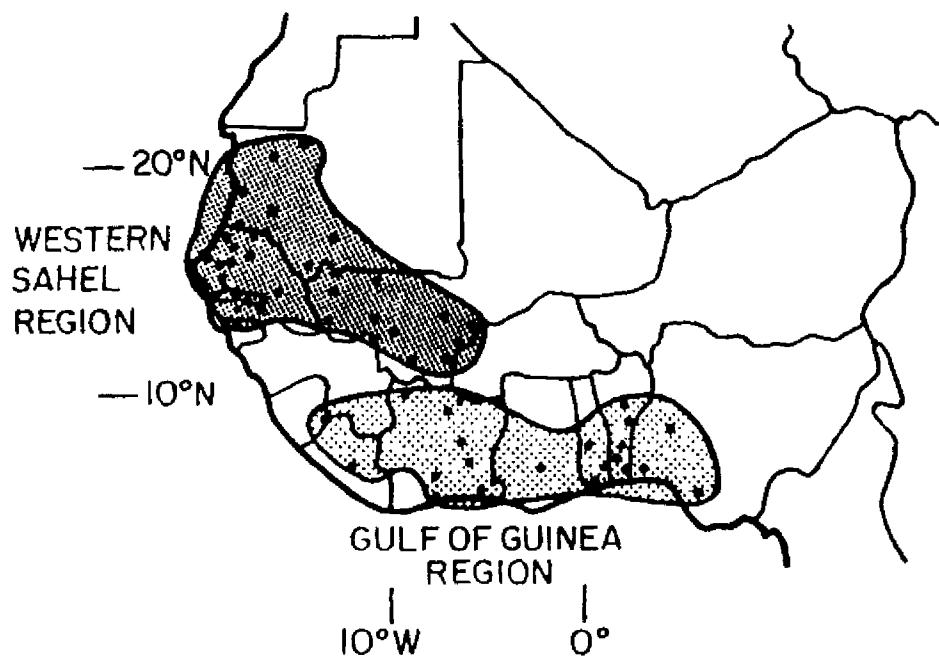 —20°N
WESTERN
SAHEL
REGION
—10°N
GULF OF GUINEA
REGION
10°W
0°